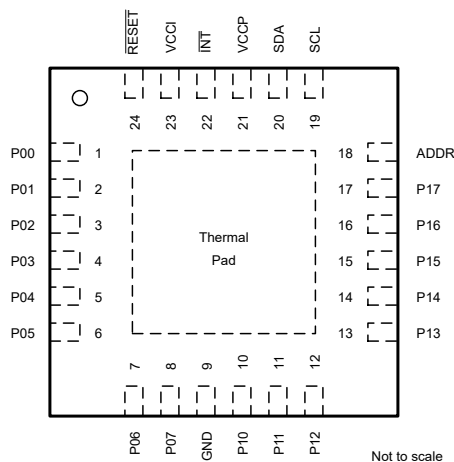 RESET
VCCI
INT
VCCP
SDA
SCL
24
23
22
21
20
19
P00 1
P01 2
P02 3
P03 4
P04 5
P05 6
Thermal
Pad
18 ADDR
17 P17
16 P16
15 P15
14 P14
13 P13
7
8
9
10
11
12
P06
P07
GND
P10
P11
P12
Not to scale